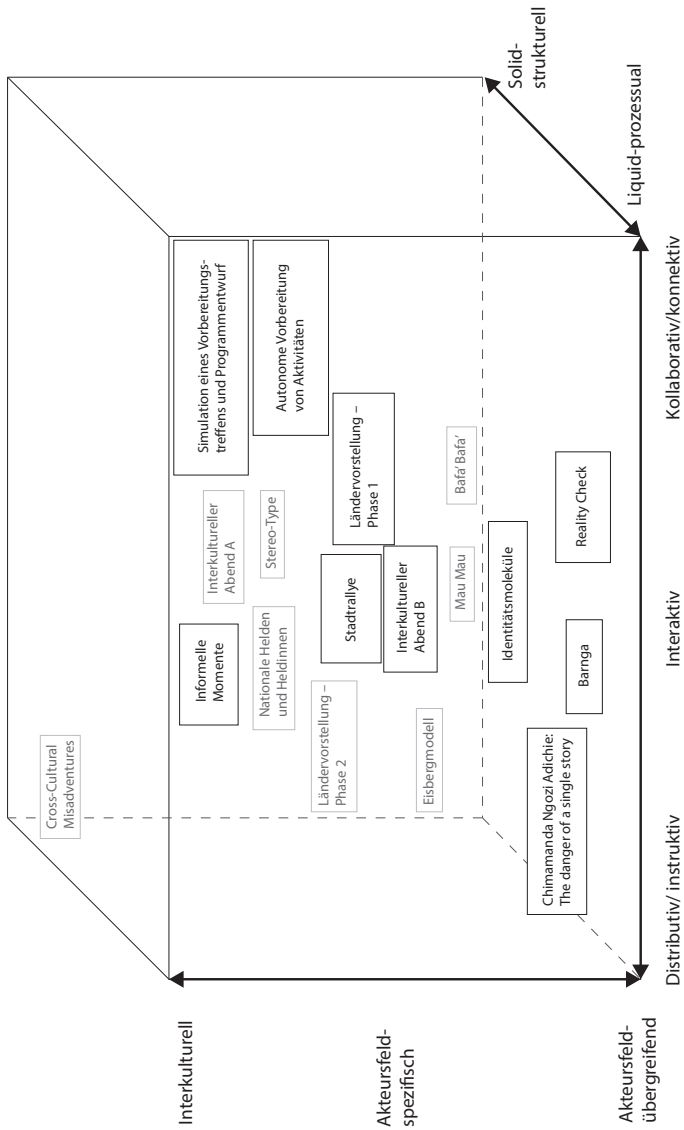 Cross-Cultural
Misadventures
Solid-
strukturell
Interkulturell
Informelle
Momente
Interkultureller
Abend A
Simulation eines Vorbereitungs-
treffens und Programmentwurf
Nationale Helden
und Heldinnen
Stereo-Type
Autonome Vorbereitung
von Aktivitäten
Ländervorstellung –
Phase 2
Stadtrallye
Ländervorstellung –
Phase 1
Akteursfeld-
spezifisch
Eisbergmodell
Interkultureller
Abend B
Mau Mau
Bafa' Bafa'
Identitätsmoleküle
Chimamanda Ngozi Adichie:
The danger of a single story
Barnga
Reality Check
Liquid-prozessual
Akteursfeld-
übergreifend
Distributiv/ instruktiv
Interaktiv
Kollaborativ/konnektiv